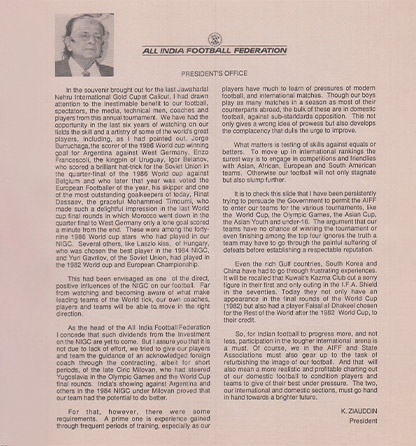 ALL INDIA FOOTBALL FEDERATION
PRESIDENT'S OFFICE
In the souvenir brought out for the last Jawaharlal
Nehru International Gold Cupat Calicut, I had drawn
attention to the inestimable benefit to our football,
spectators, the media, technical men, coaches and
players from this annual tournament. We have had the
opportunity in the last six years of watching on our
fields the skill and a artistry of some of the world's great
players, including, as I had pointed out, Jorge
Burruchaga, the scorer of the 1986 World cup winning
goal for Argentina against West Germany, Enzo
Francescoli, the kingpin of Uruguay, Igor Belanov,
who scored a brilliant hat-trick for the Soviet Union in
the quarter-final of the 1986 World cup against
Belgium and who later that year was voted the
European Footballer of the year, his skipper and one
of the most outstanding goalkeepers of today, Rinat
Dassaev, the graceful Mohammed Timoumi, who
made such a delightful impression in the last World
cup final rounds in which Morocco went down in the
quarter final to West Germany only a tone goal scored
a minute from the end. These were among the forty-
nine 1986 World cup stars who had played in our
NIGC. Several others, like Laszlo kiss, of Hungary,
who was chosen the best player in the 1984 NIGC,
and Yuri Gavrilov, of the Soviet Union, had played in
the 1982 World cup and European Championship.
This had been envisaged as one of the direct,
positive influences of the NIGC on our football. For
from watching and becoming aware of what make
leading teams of the World tick, our own coaches,
players and teams will be able to move in the right
direction.
As the head of the All India Football Federation
I concede that such dividends from the investment
on the NIGC are yet to come. But I assure you that it is
not due to lack of effort, we tried to give our players
and team the guidance of an acknowledged foreign
coach through the contracting, albeit for short
periods, of the late Ciric Milovan, who had steered
Yugoslavia in the Olympic Games and the World Cup
final rounds. India's showing against Argentina and
others in the 1984 NIGC under Milovan proved that
our team had the potential to do better.
For that, however, there were some
requirements. A prime one is experience gained
through frequent periods of training, especially as our
players have much to learn of pressures of modern
football, and international matches. Though our boys
play as many matches in a season as most of their
counterparts abroad, the bulk of these are in domestic
football, against sub-standards opposition. This not
only gives a wrong idea of prowess but also develops
the complacency that dulls the urge to improve.
What matters is testing of skills against equals or
betters. To move up in international rankings the
surest way is to engage in competitions and friendlies
with Asian, African, European and South American
teams. Otherwise our football will not only stagnate
but also slump further.
It is to check this slide that I have been persistently
trying to persuade the Government to permit the AIFF
to enter our teams for the various tournaments, like
the World Cup, the Olympic Games, the Asian Cup,
the Asian Youth and under-16. The argument that our
teams have no chance of winning the tournament or
even finishing among the top four ignores the truth a
team may have to go through the painful suffering of
defeats before establishing a respectable reputation.
Even the rich Gulf countries, South Korea and
China have had to go through frustrating experiences.
It will be recalled that Kuwait's Kazma Club cut a sorry
figure in their first and only outing in the I.F.A. Shield
in the seventies. Today they not only have an
appearance in the final rounds of the World Cup
(1982) but also had a player Faisal al Dhakeel chosen
for the Rest of the World after the 1982 World Cup, to
their credit.
So, for Indian football to progress more, and not
less, participation in the tougher international arena is
a must. Of course, we in the AIFF and State
Associations must also gear up to the task of
refurbishing the image of our football. And that will
also mean a more realistic and profitable charting out
of our domestic football to condition players and
teams to give of their best under pressure. The two,
our international and domestic sectors, must go hand
in hand towards a brighter future.
K. ZIAUDDIN
President